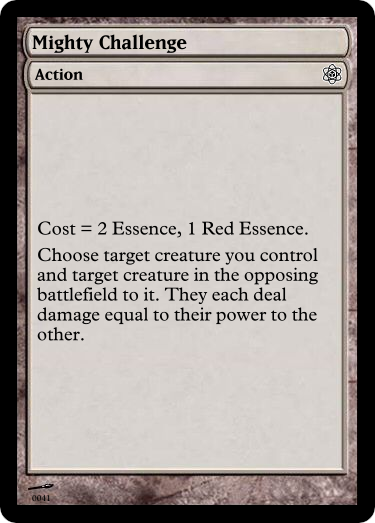 Mighty Challenge
Action
Cost = 2 Essence, 1 Red Essence.
Choose target creature you control
and target creature in the opposing
battlefield to it. They each deal
damage equal to their power to the
other.
0041